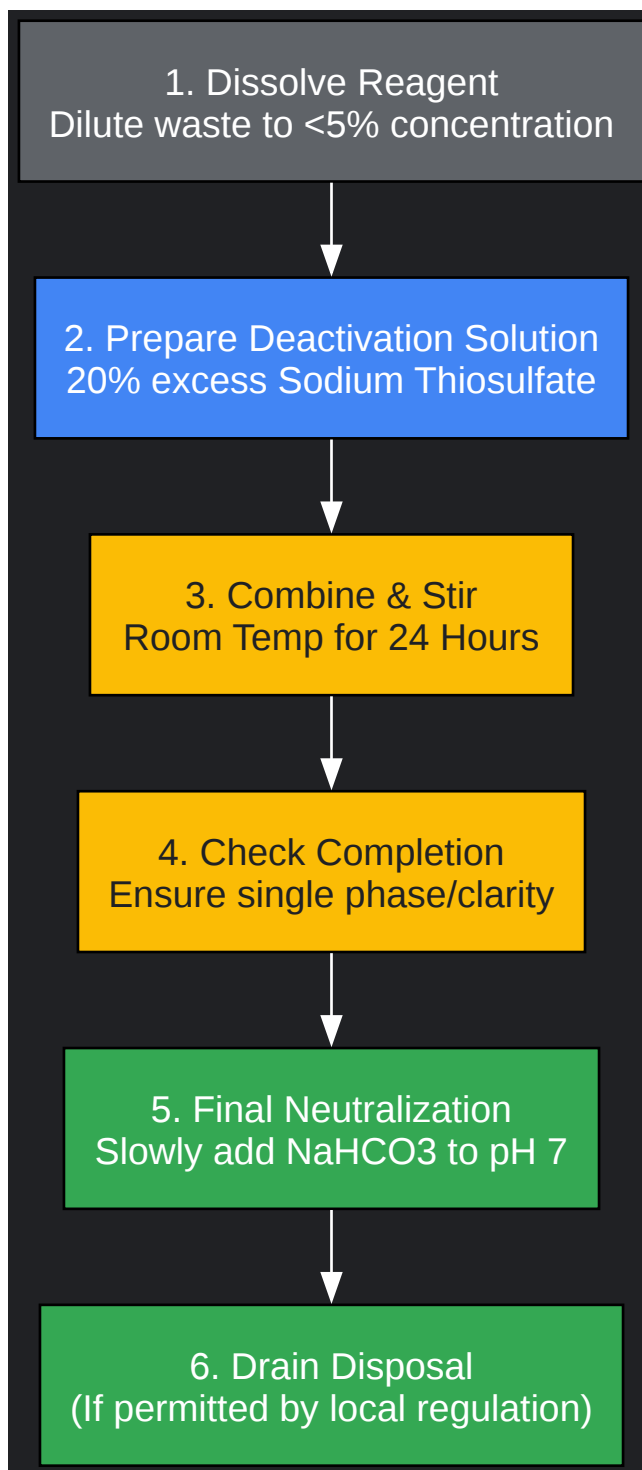 1. Dissolve Reagent
Dilute waste to <5% concentration
2. Prepare Deactivation Solution
20% excess Sodium Thiosulfate
3. Combine & Stir
Room Temp for 24 Hours
4. Check Completion
Ensure single phase/clarity
5. Final Neutralization
Slowly add NaHCO3 to pH 7
6. Drain Disposal
(If permitted by local regulation)